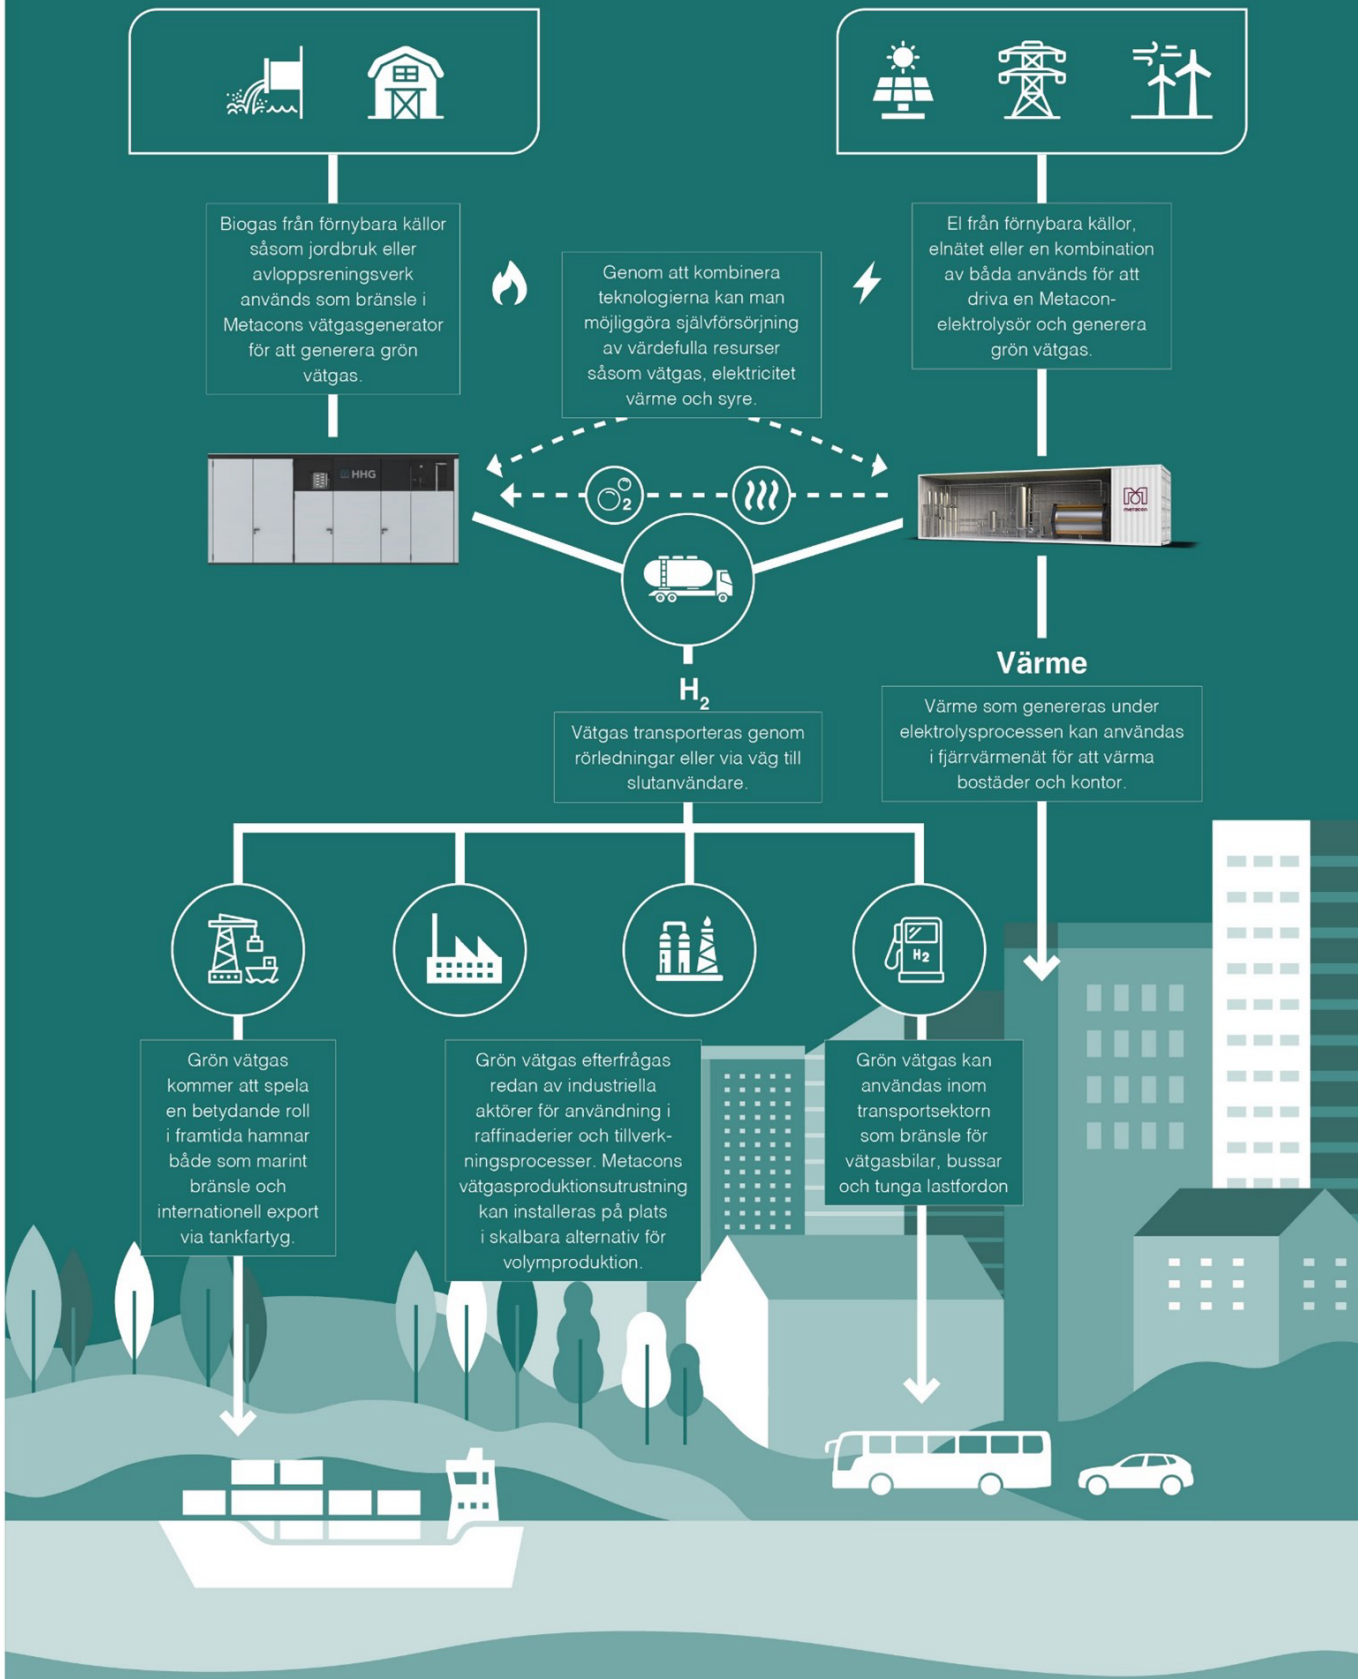 Biogas från förnybara källor
såsom jordbruk eller
avloppsreningsverk
används som bränsle i
Metacons vätgasgenerator
för att generera grön
vätgas.
Genom att kombinera
teknologierna kan man
möjliggöra självförsörjning
av värdefulla resurser
såsom vätgas, elektricitet
värme och syre.
El från förnybara källor,
elnätet eller en kombination
av båda används för att
driva en Metacon-
elektrolysör och generera
grön vätgas.
HHG
2
metacon
H2
Vätgas transporteras genom
rörledningar eller via väg till
slutanvändare.
Värme
Värme som genereras under
elektrolysprocessen kan användas
i fjärrvärmenät för att värma
bostäder och kontor.
H2
Grön vätgas
kommer att spela
en betydande roll
i framtida hamnar
både som marint
bränsle och
internationell export
via tankfartyg.
Grön vätgas efterfrågas
redan av industriella
aktörer för användning i
raffinaderier och tillverk-
ningsprocesser. Metacons
vätgasproduktionsutrustning
kan installeras på plats
i skalbara alternativ för
volymproduktion.
Grön vätgas kan
användas inom
transportsektorn
som bränsle för
vätgasbilar, bussar
och tunga lastfordon